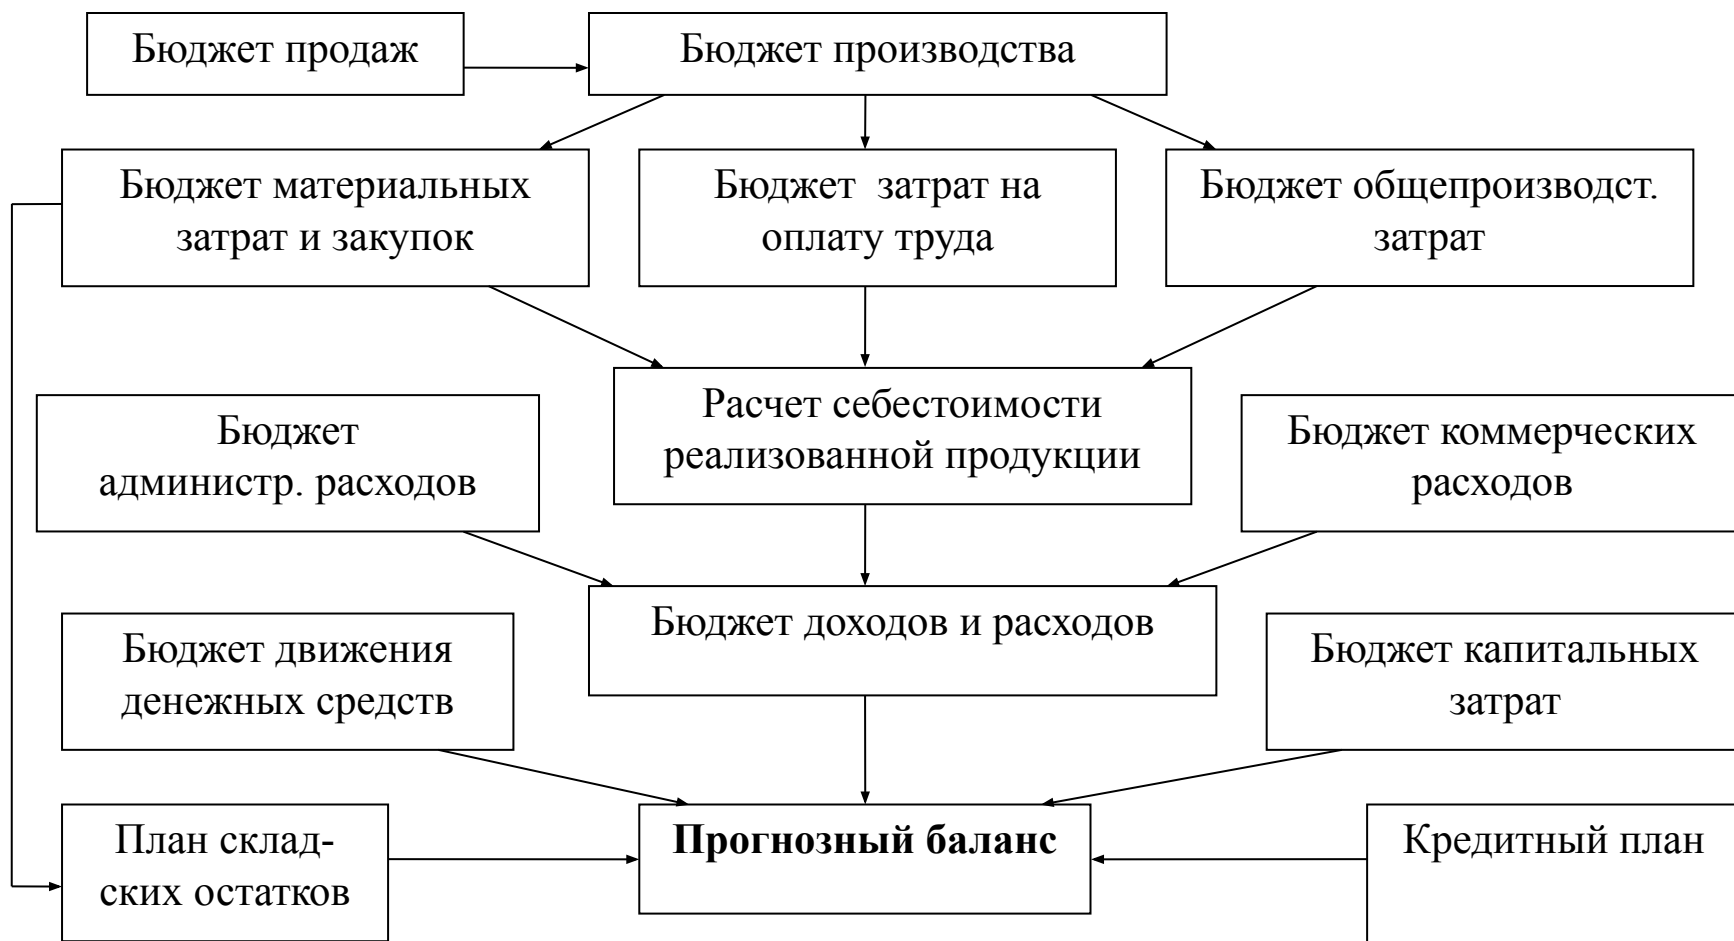 Бюджет продаж
Бюджет производства
Бюджет материальных
затрат и закупок
Бюджет затрат на
оплату труда
Бюджет общепроизводст.
затрат
Расчет себестоимости
реализованной продукции
Бюджет
администр. расходов
Бюджет коммерческих
расходов
Бюджет доходов и расходов
Бюджет движения
денежных средств
Бюджет капитальных
затрат
План склад-
ских остатков
Прогнозный баланс
Кредитный план